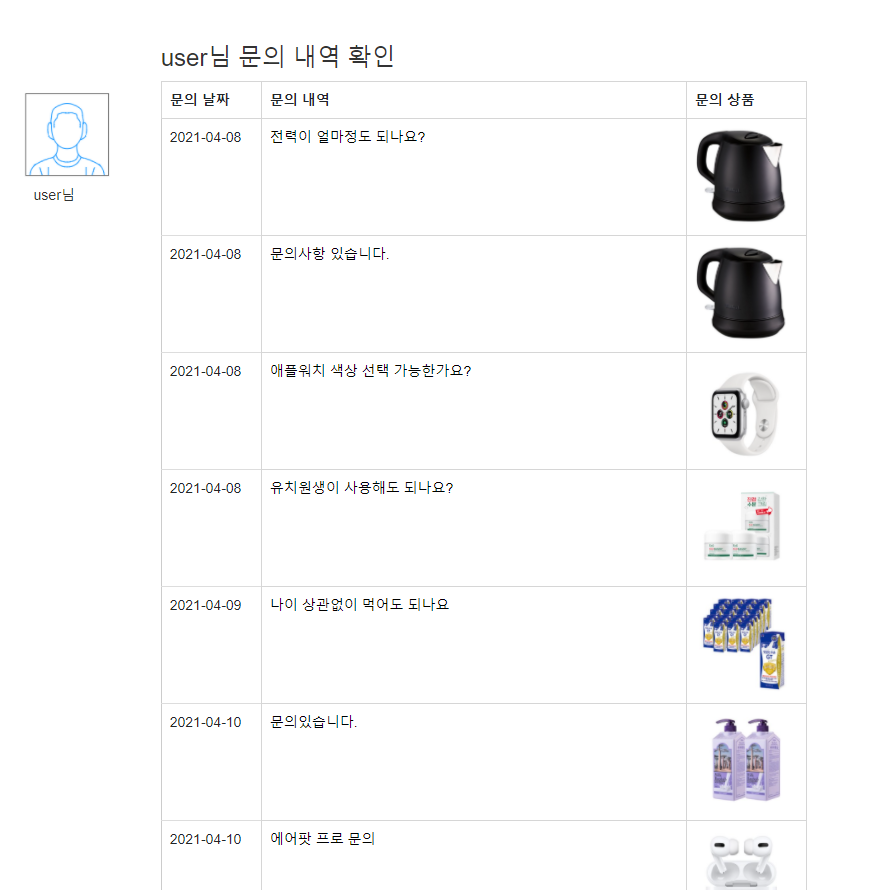 user님 문의 내역 확인
user님
문의 날짜 문의 내역 문의 상품
2021-04-08 전력이 얼마정도 되나요?
2021-04-08 문의사항 있습니다.
2021-04-08 애플워치 색상 선택 가능한가요?
2021-04-08 유치원생이 사용해도 되나요?
2021-04-09 나이 상관없이 먹어도 되나요
2021-04-10 문의있습니다.
2021-04-10 에어팟 프로 문의